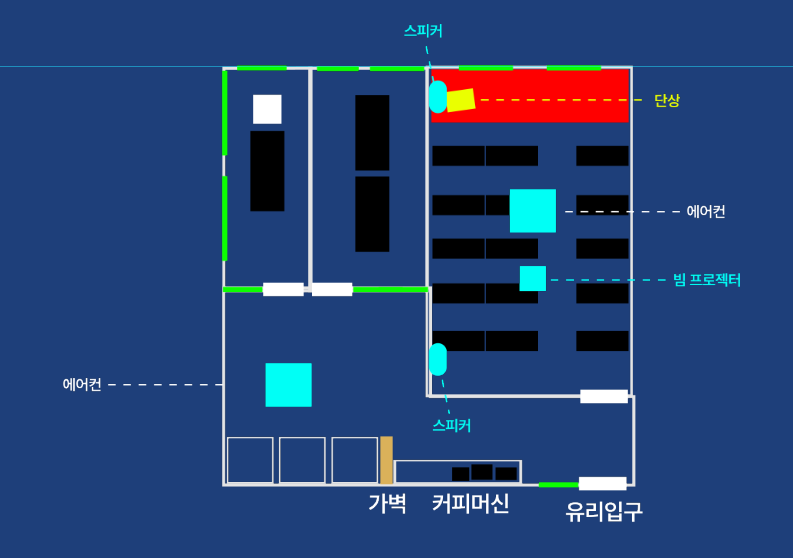 스피커
단상
에어컨
빔 프로젝터
에어컨
스피커
가벽
커피머신
유리입구